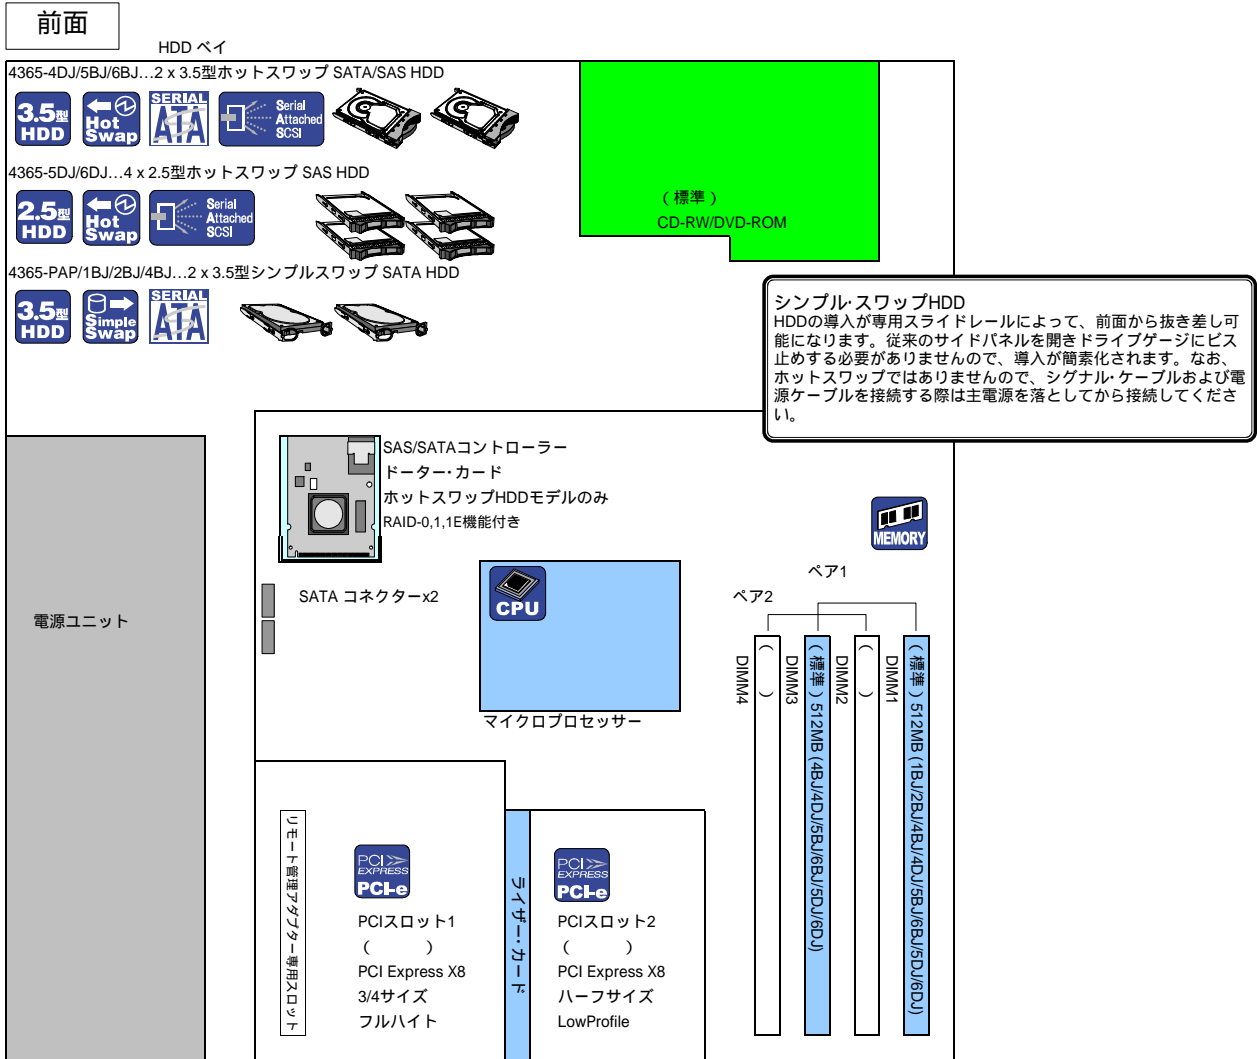 前面
HDD ベイ
4365-4DJ/5BJ/6BJ…2 x 3.5型ホットスワップ SATA/SAS HDD
3.5型
HDD
Hot
Swap
SERIAL
ATA
Serial
Attached
SCSI
4365-5DJ/6DJ…4 x 2.5型ホットスワップ SAS HDD
2.5型
HDD
Hot
Swap
Serial
Attached
SCSI
4365-PAP/1BJ/2BJ/4BJ…2 x 3.5型シンプルスワップ SATA HDD
3.5型
HDD
Simple
Swap
SERIAL
ATA
（標準）
CD-RW/DVD-ROM
シンプル･スワップHDD
HDDの導入が専用スライドレールによって、前面から抜き差し可
能になります。従来のサイドパネルを開きドライブゲージにビス
止めする必要がありませんので、導入が簡素化されます。なお、
ホットスワップではありませんので、シグナル･ケーブルおよび電
源ケーブルを接続する際は主電源を落としてから接続してくださ
い。
電源ユニット
SAS/SATAコントローラー
ドーター･カード
ホットスワップHDDモデルのみ
RAID-0,1,1E機能付き
SATA コネクターx2
CPU
マイクロプロセッサー
MEMORY
ペア1
ペア2
DIMM4
（　）
DIMM3
（標準）512MB (4BJ/4DJ/5BJ/6BJ/5DJ/6DJ)
DIMM2
（　）
DIMM1
（標準）512MB (1BJ/2BJ/4BJ/4DJ/5BJ/6BJ/5DJ/6DJ)
リモート管理アダプター専用スロット
PCI
EXPRESS
PCI-e
PCIスロット1
（　　　）
PCI Express X8
3/4サイズ
フルハイト
ライザー･カード
PCI
EXPRESS
PCI-e
PCIスロット2
（　　　）
PCI Express X8
ハーフサイズ
LowProfile